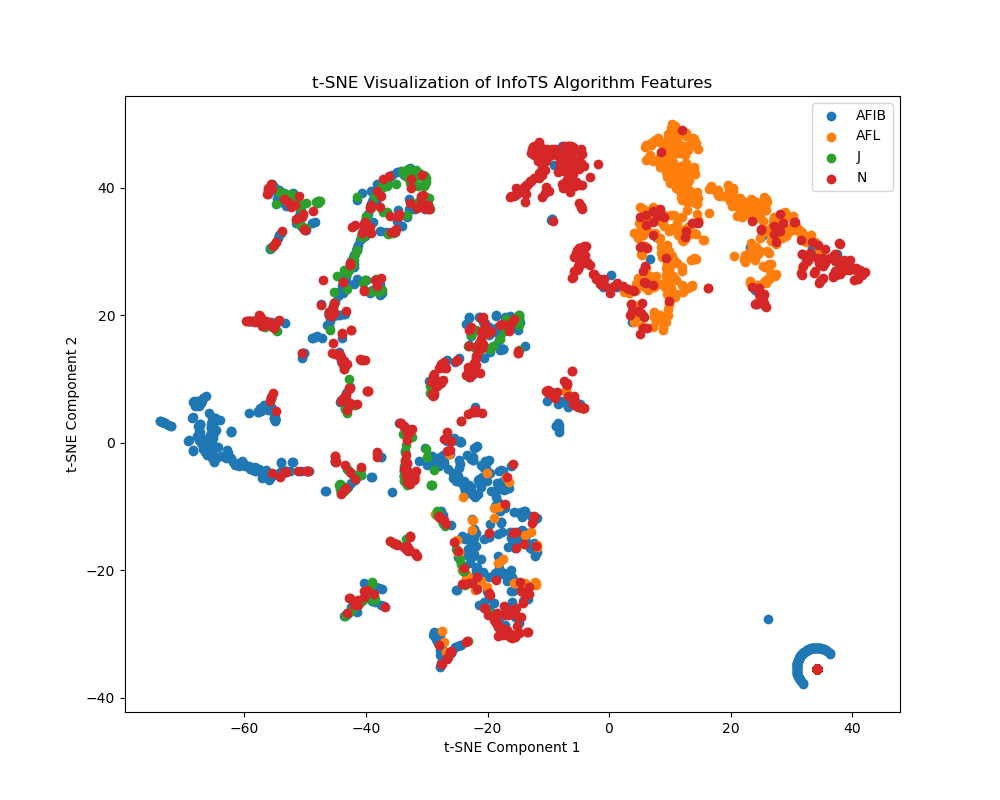 t-SNE Visualization of InfoTS Algorithm Features
AFIB
AFL
J
N
40
20
0
−20
−40
t-SNE Component 2
−60 −40 −20 0 20 40
t-SNE Component 1